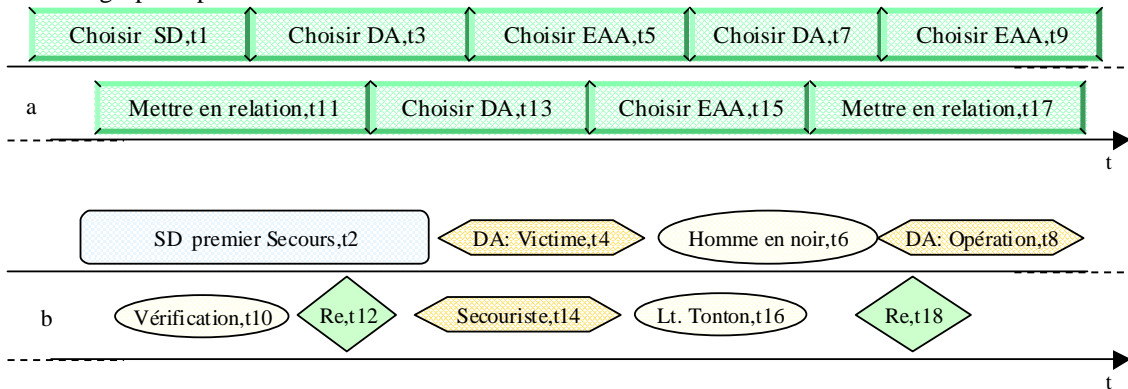 Choisir SD,t1 Choisir DA,t3 Choisir EAA,t5 Choisir DA,t7 Choisir EAA,t9
a Mettre en relation,t11 Choisir DA,t13 Choisir EAA,t15 Mettre en relation,t17
t
SD premier Secours,t2 DA: Victime,t4 Homme en noir,t6 DA: Opération,t8
b Vérification,t10 Re,t12 Secouriste,t14 Lt. Tonton,t16 Re,t18
t